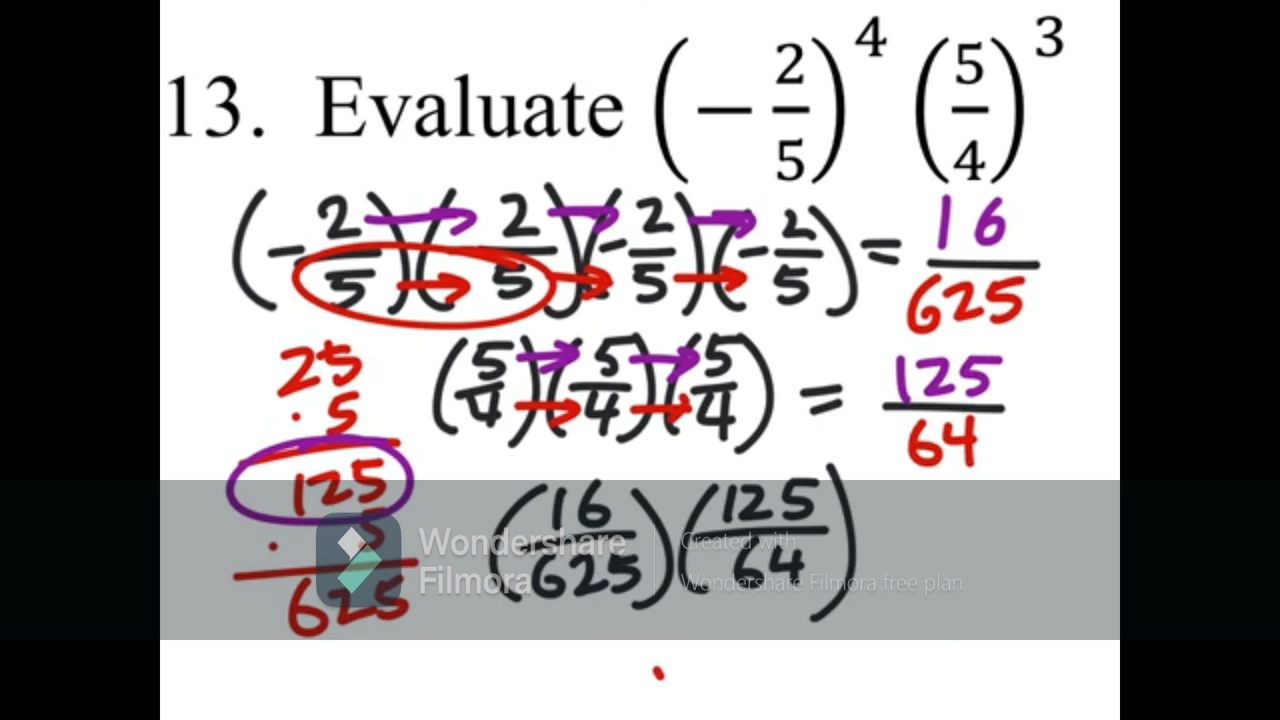 13. Evaluate (− 2/5)^4 (5/4)^3
(− 2/5)(− 2/5)(− 2/5)(− 2/5) = 16/625
25
· 5
125
· 5
625
(5/4)(5/4)(5/4) = 125/64
(16/625)(125/64)
Wondershare
Filmora
Created with
Wondershare Filmora free plan